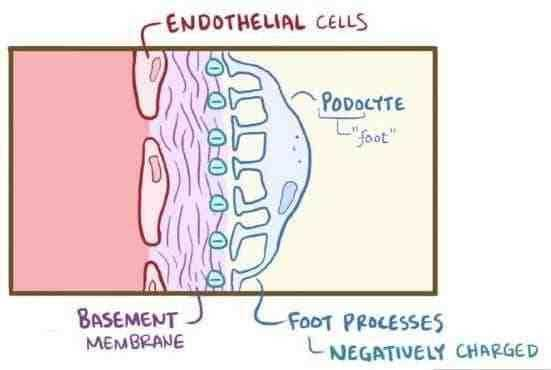 ENDOTHELIAL CELLS
PODOCYTE
"foot"
BASEMENT
MEMBRANE
FOOT PROCESSES
NEGATIVELY CHARGED